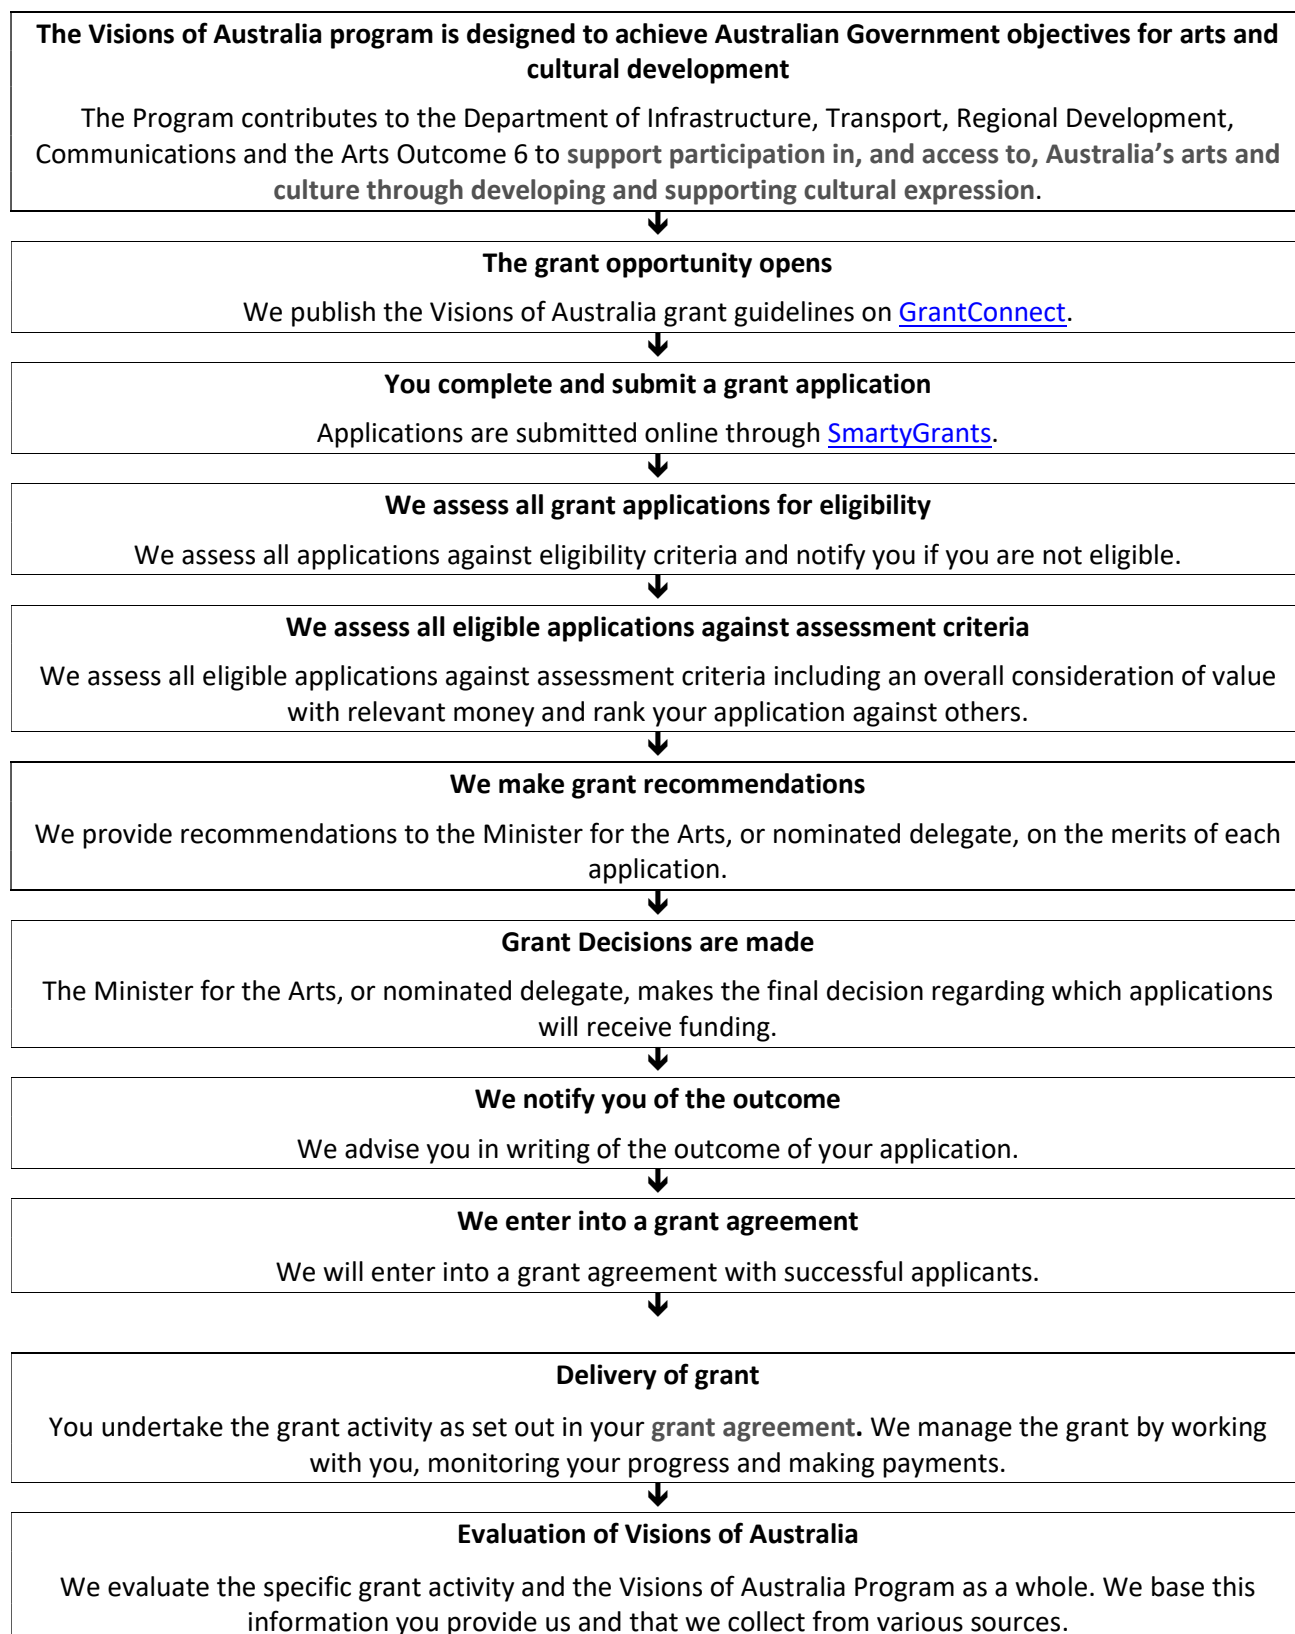 The Visions of Australia program is designed to achieve Australian Government objectives for arts and
cultural development
The Program contributes to the Department of Infrastructure, Transport, Regional Development,
Communications and the Arts Outcome 6 to support participation in, and access to, Australia’s arts and
culture through developing and supporting cultural expression.
The grant opportunity opens
We publish the Visions of Australia grant guidelines on GrantConnect.
You complete and submit a grant application
Applications are submitted online through SmartyGrants.
We assess all grant applications for eligibility
We assess all applications against eligibility criteria and notify you if you are not eligible.
We assess all eligible applications against assessment criteria
We assess all eligible applications against assessment criteria including an overall consideration of value
with relevant money and rank your application against others.
We make grant recommendations
We provide recommendations to the Minister for the Arts, or nominated delegate, on the merits of each
application.
Grant Decisions are made
The Minister for the Arts, or nominated delegate, makes the final decision regarding which applications
will receive funding.
We notify you of the outcome
We advise you in writing of the outcome of your application.
We enter into a grant agreement
We will enter into a grant agreement with successful applicants.
Delivery of grant
You undertake the grant activity as set out in your grant agreement. We manage the grant by working
with you, monitoring your progress and making payments.
Evaluation of Visions of Australia
We evaluate the specific grant activity and the Visions of Australia Program as a whole. We base this
information you provide us and that we collect from various sources.